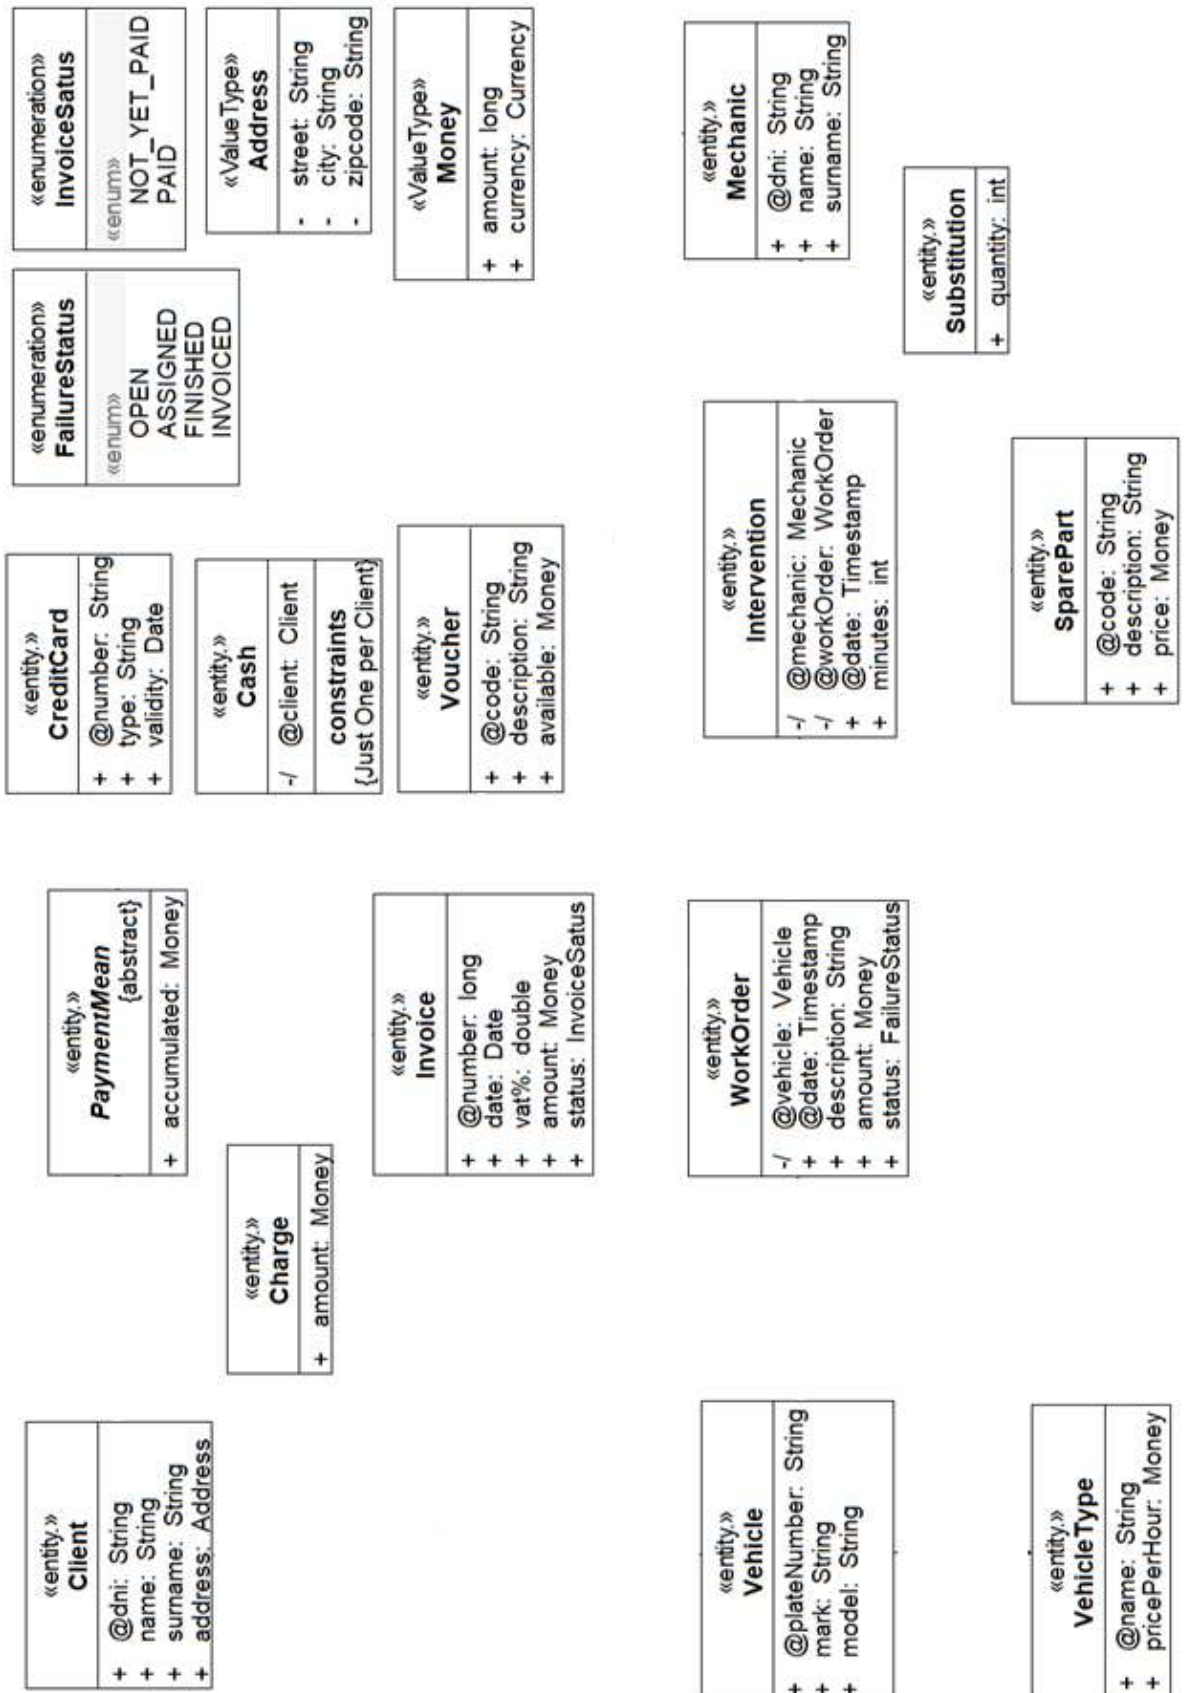 «entity.»
Client
+ @dni: String
+ name: String
+ surname: String
+ address: Address
«entity.»
PaymentMean
{abstract}
+ accumulated: Money
«entity.»
CreditCard
+ @number: String
+ type: String
+ validity: Date
«enumeration»
FailureStatus
«enum»
OPEN
ASSIGNED
FINISHED
INVOICED
«enumeration»
InvoiceSatus
«enum»
NOT_YET_PAID
PAID
«entity.»
Charge
+ amount: Money
«entity.»
Cash
-/ @client: Client
constraints
{Just One per Client}
«ValueType»
Address
- street: String
- city: String
- zipcode: String
«entity.»
Invoice
+ @number: long
+ date: Date
+ vat%: double
+ amount: Money
+ status: InvoiceSatus
«entity.»
Voucher
+ @code: String
+ description: String
+ available: Money
«ValueType»
Money
+ amount: long
+ currency: Currency
«entity.»
Vehicle
+ @plateNumber: String
+ mark: String
+ model: String
«entity.»
WorkOrder
-/ @vehicle: Vehicle
+ @date: Timestamp
+ description: String
+ amount: Money
+ status: FailureStatus
«entity.»
Intervention
-/ @mechanic: Mechanic
-/ @workOrder: WorkOrder
+ @date: Timestamp
+ minutes: int
«entity.»
Mechanic
+ @dni: String
+ name: String
+ surname: String
«entity.»
Substitution
+ quantity: int
«entity.»
VehicleType
+ @name: String
+ pricePerHour: Money
«entity.»
SparePart
+ @code: String
+ description: String
+ price: Money